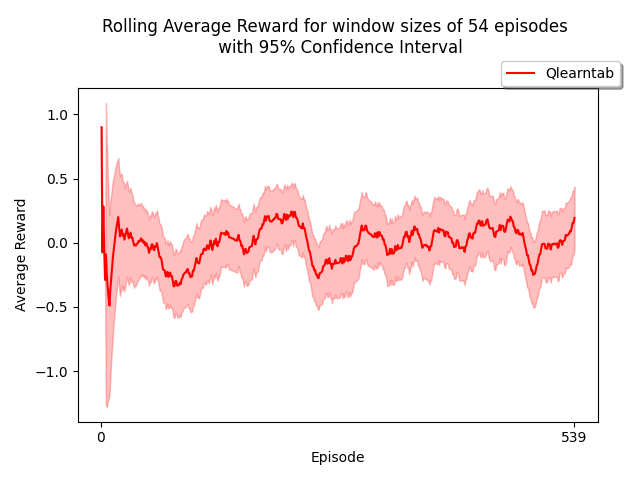 Rolling Average Reward for window sizes of 54 episodes
with 95% Confidence Interval
Qlearntab
1.0
0.5
0.0
−0.5
−1.0
Average Reward
0
539
Episode